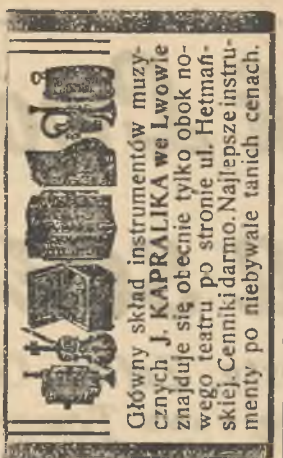 Główny skład instrumentów muzy-
cznych J. KAPRALIKA we Lwowie
znajduje się obecnie tylko obok no-
wego teatru po stronie ul. Hetmań-
skiej. Cenniki darmo. Najlepsze instru-
menty po niebywale tanich cenach.